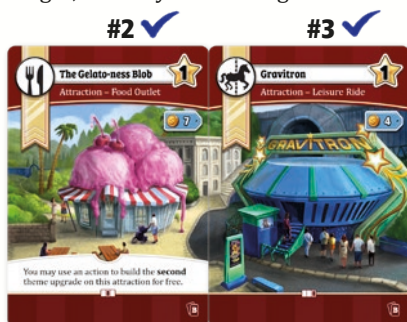 #2
#3
The Gelato-ness Blob
1
Attraction – Food Outlet
7
You may use an action to build the second
theme upgrade on this attraction for free.
B
Gravitron
1
Attraction – Leisure Ride
4
GRAVITRON
B